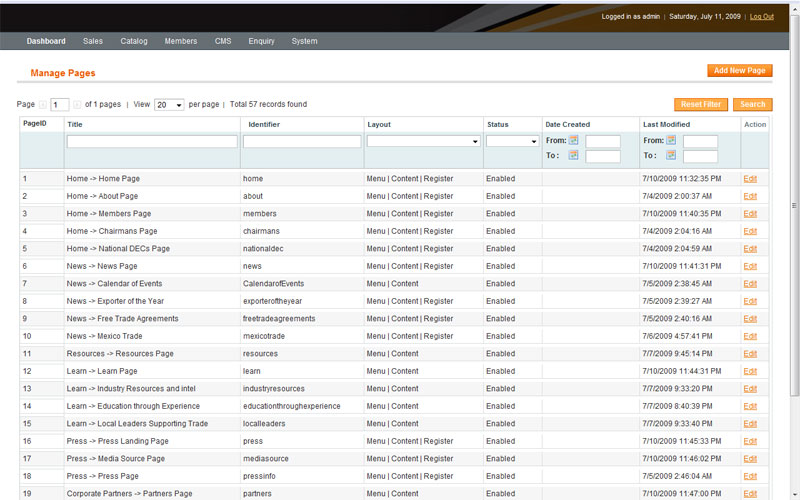 Logged in as admin | Saturday, July 11, 2009 | Log Out
Dashboard Sales Catalog Members CMS Enquiry System
Manage Pages Add New Page
Page 1 of 1 pages | View 20 per page | Total 57 records found Reset Filter Search
PageID Title Identifier Layout Status Date Created Last Modified Action
From: From:
To : To :
1 Home -> Home Page home Menu | Content | Register Enabled 7/10/2009 11:32:35 PM Edit
2 Home -> About Page about Menu | Content | Register Enabled 7/4/2009 2:00:37 AM Edit
3 Home -> Members Page members Menu | Content | Register Enabled 7/10/2009 11:40:35 PM Edit
4 Home -> Chairmans Page chairmans Menu | Content | Register Enabled 7/4/2009 2:04:16 AM Edit
5 Home -> National DECs Page nationaldec Menu | Content | Register Enabled 7/4/2009 2:04:59 AM Edit
6 News -> News Page news Menu | Content | Register Enabled 7/10/2009 11:41:31 PM Edit
7 News -> Calendar of Events CalendarofEvents Menu | Content Enabled 7/5/2009 2:38:45 AM Edit
8 News -> Exporter of the Year exporteroftheyear Menu | Content | Register Enabled 7/5/2009 2:39:27 AM Edit
9 News -> Free Trade Agreements freetradeagreements Menu | Content | Register Enabled 7/5/2009 2:40:16 AM Edit
10 News -> Mexico Trade mexicotrade Menu | Content | Register Enabled 7/6/2009 4:57:41 PM Edit
11 Resources -> Resources Page resources Menu | Content Enabled 7/7/2009 9:45:14 PM Edit
12 Learn -> Learn Page learn Menu | Content Enabled 7/10/2009 11:44:31 PM Edit
13 Learn -> Industry Resources and intel industryresources Menu | Content Enabled 7/7/2009 9:33:20 PM Edit
14 Learn -> Education through Experience educationthroughexperience Menu | Content Enabled 7/7/2009 8:40:39 PM Edit
15 Learn -> Local Leaders Supporting Trade localleaders Menu | Content Enabled 7/7/2009 9:33:40 PM Edit
16 Press -> Press Landing Page press Menu | Content | Register Enabled 7/10/2009 11:45:33 PM Edit
17 Press -> Media Source Page mediasource Menu | Content | Register Enabled 7/10/2009 11:46:02 PM Edit
18 Press -> Press Page pressinfo Menu | Content | Register Enabled 7/5/2009 2:46:04 AM Edit
19 Corporate Partners -> Partners Page partners Menu | Content | Register Enabled 7/10/2009 11:47:00 PM Edit